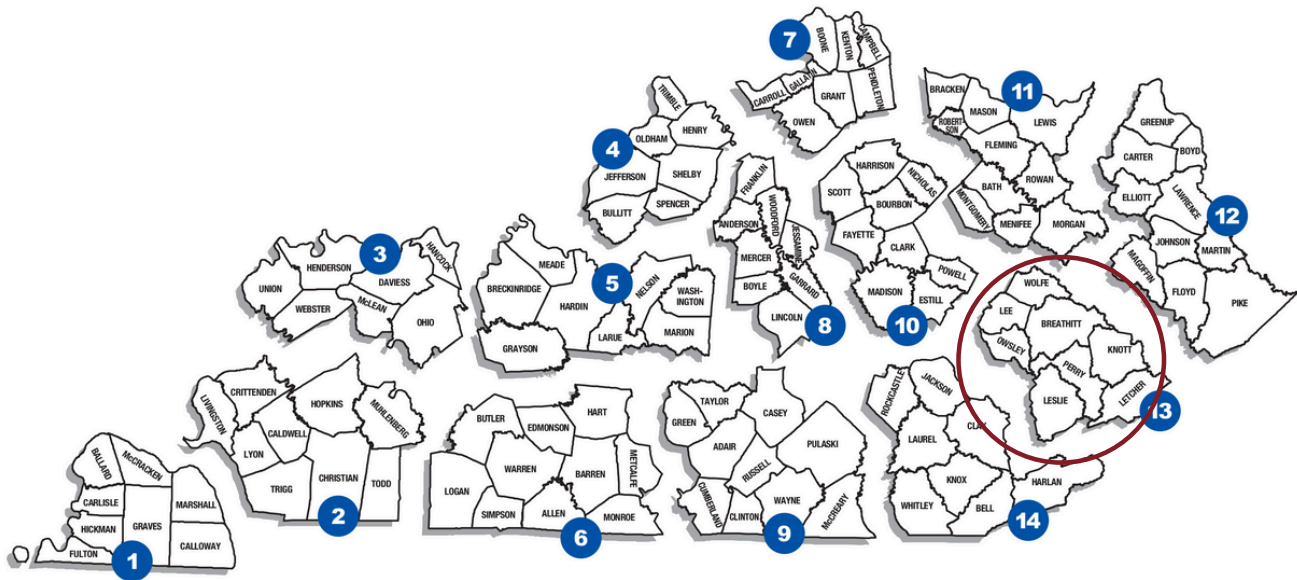 1
BALLARD
McCRACKEN
CARLISLE
HICKMAN
FULTON
GRAVES
MARSHALL
CALLOWAY
2
LIVINGSTON
CRITTENDEN
HOPKINS
MUHLENBERG
CALDWELL
LYON
TRIGG
CHRISTIAN
TODD
3
UNION
HENDERSON
WEBSTER
McLEAN
DAVIESS
HANCOCK
OHIO
4
TRIMBLE
OLDHAM
HENRY
JEFFERSON
SHELBY
BULLITT
SPENCER
5
MEADE
BRECKINRIDGE
HARDIN
GRAYSON
LARUE
NELSON
WASH-
INGTON
MARION
6
BUTLER
EDMONSON
HART
WARREN
BARREN
METCALFE
LOGAN
SIMPSON
ALLEN
MONROE
7
BOONE
KENTON
CAMPBELL
CARROLL
GALLATIN
GRANT
PENDLETON
OWEN
8
FRANKLIN
WOODFORD
ANDERSON
JESSAMINE
MERCER
GARRARD
BOYLE
LINCOLN
9
GREEN
TAYLOR
CASEY
ADAIR
PULASKI
RUSSELL
CUMBERLAND
CLINTON
WAYNE
McCREARY
10
HARRISON
NICHOLAS
SCOTT
BOURBON
FAYETTE
CLARK
MADISON
POWELL
ESTILL
11
BRACKEN
MASON
LEWIS
ROBERT-
SON
FLEMING
BATH
ROWAN
MONTGOMERY
MENIFEE
MORGAN
12
GREENUP
BOYD
CARTER
ELLIOTT
LAWRENCE
JOHNSON
MARTIN
MAGOFFIN
FLOYD
PIKE
13
WOLFE
LEE
BREATHITT
OWSLEY
KNOTT
PERRY
LESLIE
LETCHER
14
ROCKCASTLE
JACKSON
LAUREL
CLAY
KNOX
WHITLEY
BELL
HARLAN